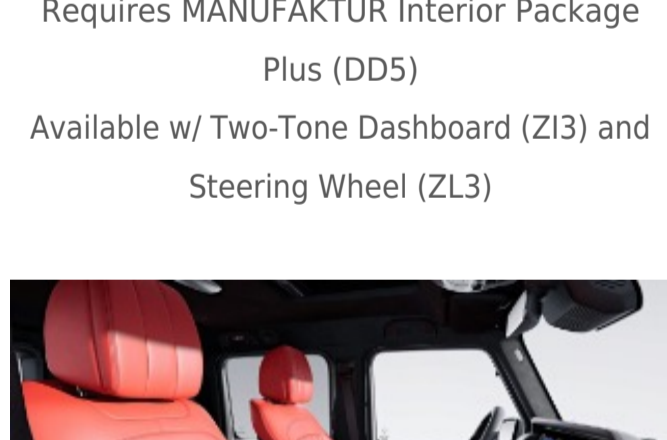 Requires MANUFAKTUR Interior Package
Plus (DD5)
Available w/ Two-Tone Dashboard (ZI3) and
Steering Wheel (ZL3)